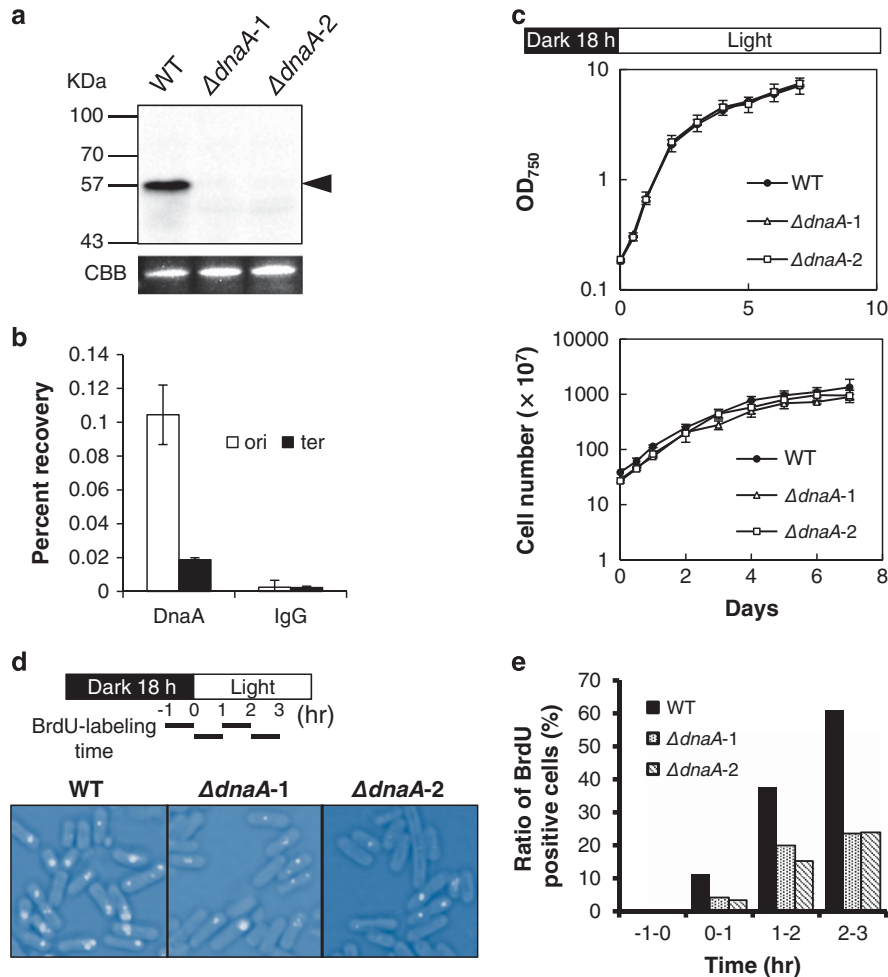 a
WT
ΔdnaA-1
ΔdnaA-2
KDa
100
70
57
43
CBB
b
Percent recovery
0.14
0.12
0.1
0.08
0.06
0.04
0.02
0
ori
ter
DnaA
IgG
c
Dark 18 h
Light
OD750
10
1
0.1
WT
ΔdnaA-1
ΔdnaA-2
0
5
10
Cell number (× 10⁷)
10000
1000
100
10
1
WT
ΔdnaA-1
ΔdnaA-2
0
2
4
6
8
Days
d
Dark 18 h
Light
-1
0
1
2
3
(hr)
BrdU-labeling
time
WT
ΔdnaA-1
ΔdnaA-2
e
Ratio of BrdU
positive cells (%)
70
60
50
40
30
20
10
0
WT
ΔdnaA-1
ΔdnaA-2
-1-0
0-1
1-2
2-3
Time (hr)